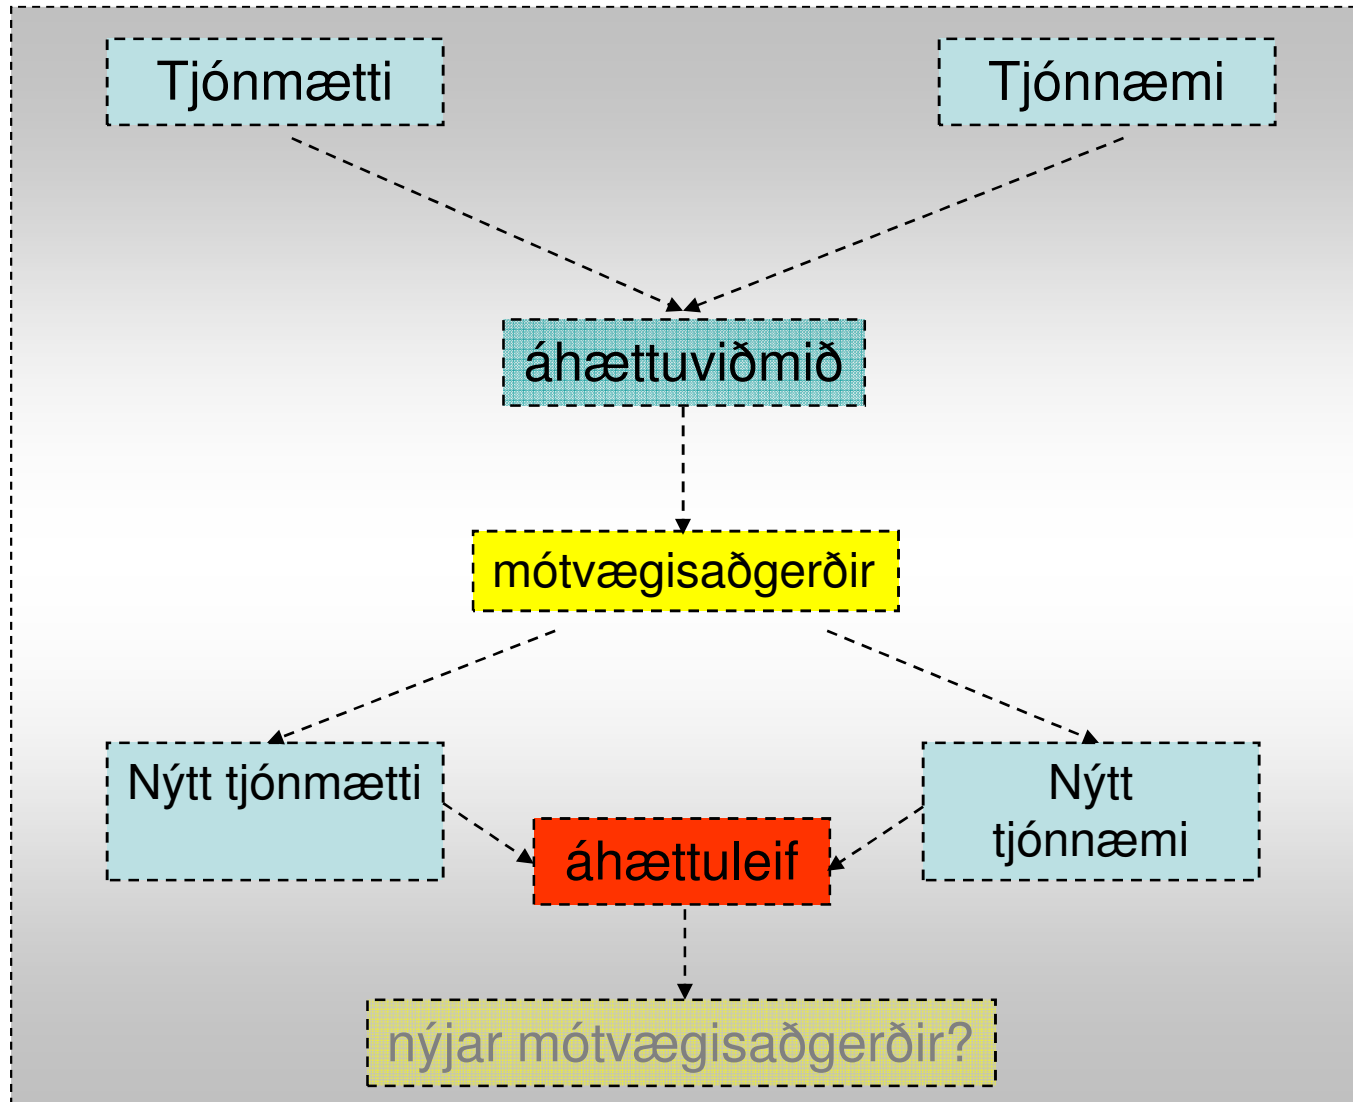 Tjónmætti
Tjónnæmi
áhættuviðmið
mótvægisaðgerðir
Nýtt tjónmætti
Nýtt
tjónnæmi
áhættuleif
nýjar mótvægisaðgerðir?